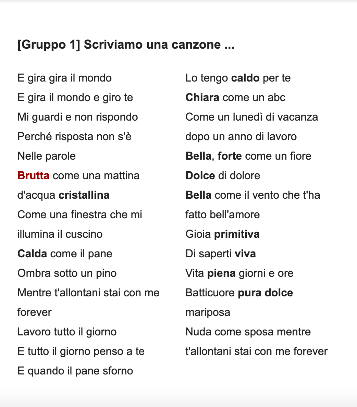 [Gruppo 1] Scriviamo una canzone ...
E gira gira il mondo
E gira il mondo e giro te
Mi guardi e non rispondo
Perché risposta non s'è
Nelle parole
Brutta come una mattina
d'acqua cristallina
Come una finestra che mi
illumina il cuscino
Calda come il pane
Ombra sotto un pino
Mentre t'allontani stai con me
forever
Lavoro tutto il giorno
E tutto il giorno penso a te
E quando il pane sforno
Lo tengo caldo per te
Chiara come un abc
Come un lunedì di vacanza
dopo un anno di lavoro
Bella, forte come un fiore
Dolce di dolore
Bella come il vento che t'ha
fatto bell'amore
Gioia primitiva
Di saperti viva
Vita piena giorni e ore
Batticuore pura dolce
mariposa
Nuda come sposa mentre
t'allontani stai con me forever